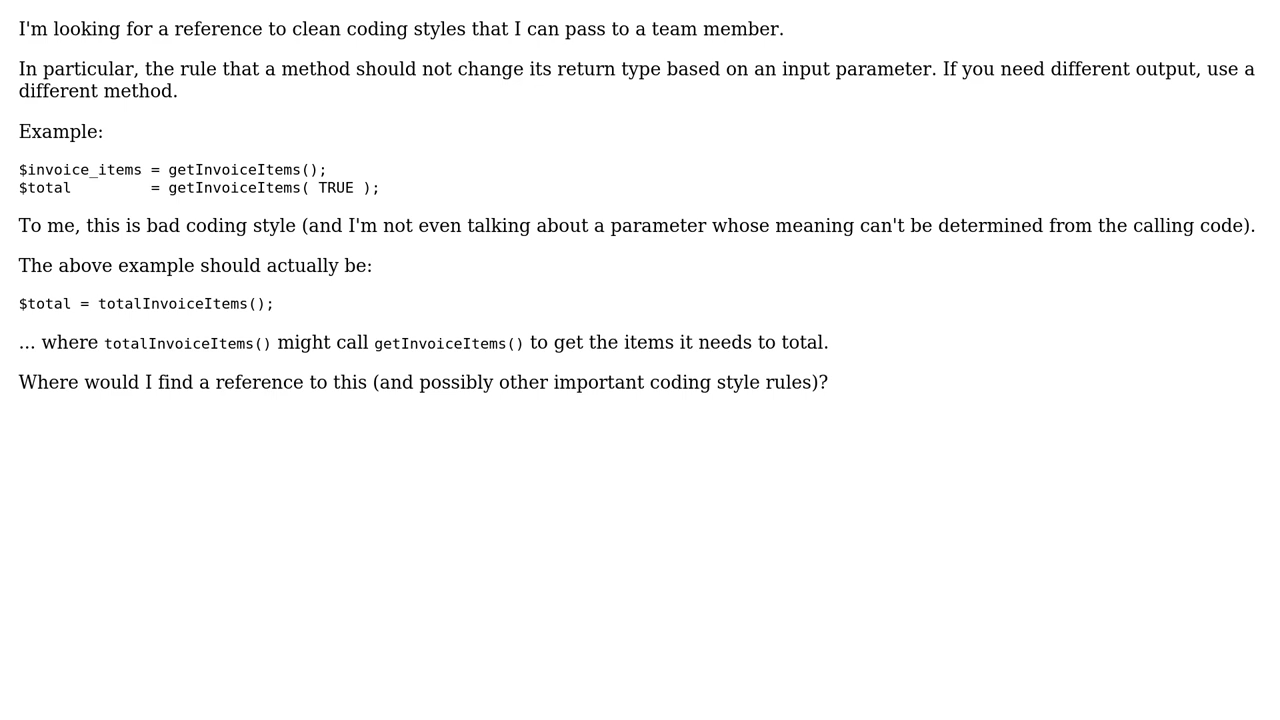 I'm looking for a reference to clean coding styles that I can pass to a team member.
In particular, the rule that a method should not change its return type based on an input parameter. If you need different output, use a
different method.
Example:
$invoice_items = getInvoiceItems();
$total         = getInvoiceItems( TRUE );
To me, this is bad coding style (and I'm not even talking about a parameter whose meaning can't be determined from the calling code).
The above example should actually be:
$total = totalInvoiceItems();
... where totalInvoiceItems() might call getInvoiceItems() to get the items it needs to total.
Where would I find a reference to this (and possibly other important coding style rules)?